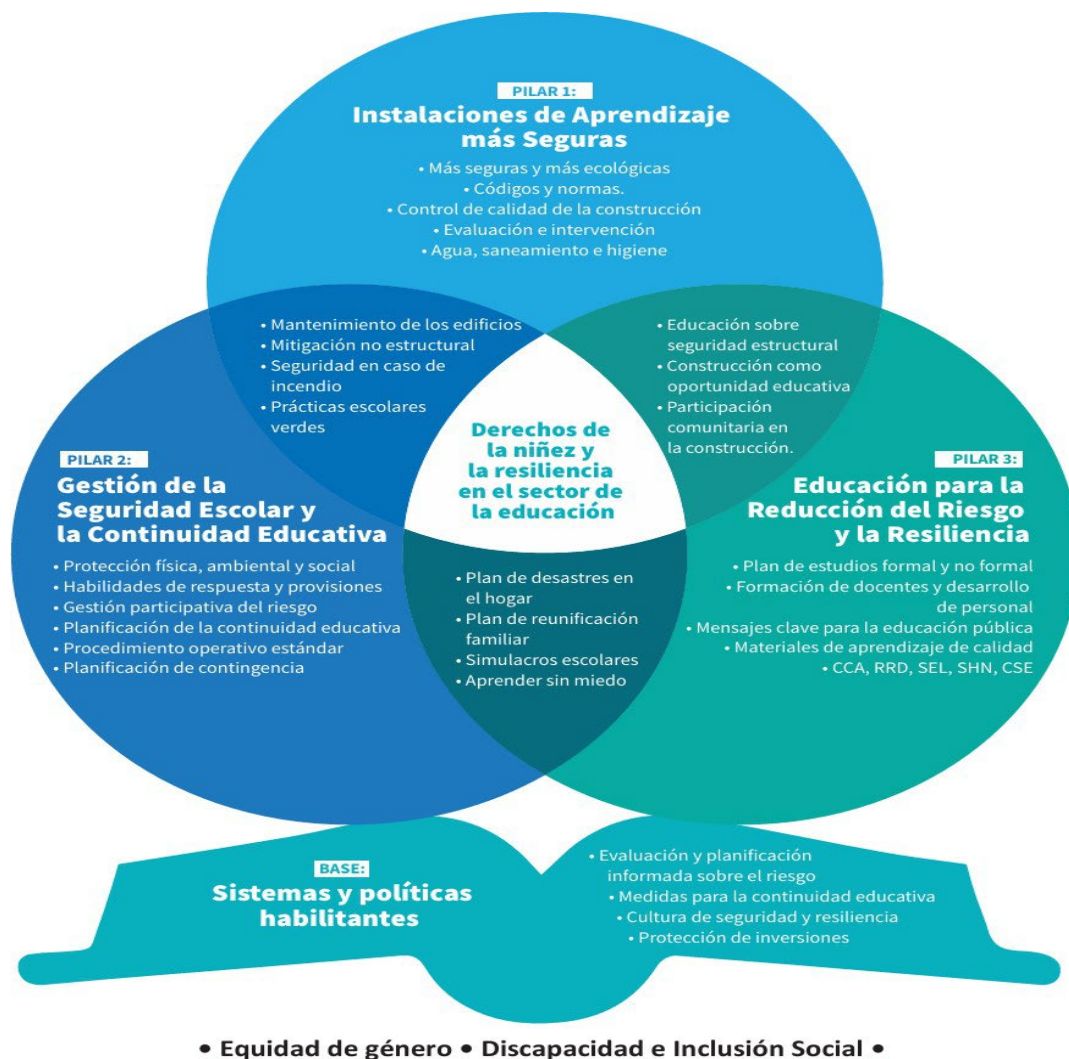 PILAR 1:
Instalaciones de Aprendizaje
más Seguras
• Más seguras y más ecológicas
• Códigos y normas.
• Control de calidad de la construcción
• Evaluación e intervención
• Agua, saneamiento e higiene
• Mantenimiento de los edificios
• Mitigación no estructural
• Seguridad en caso de
incendio
• Prácticas escolares
verdes
• Educación sobre
seguridad estructural
• Construcción como
oportunidad educativa
• Participación
comunitaria en
la construcción.
Derechos de
la niñez y
la resiliencia
en el sector de
la educación
PILAR 2:
Gestión de la
Seguridad Escolar y
la Continuidad Educativa
• Protección física, ambiental y social
• Habilidades de respuesta y provisiones
• Gestión participativa del riesgo
• Planificación de la continuidad educativa
• Procedimiento operativo estándar
• Planificación de contingencia
• Plan de desastres en
el hogar
• Plan de reunificación
familiar
• Simulacros escolares
• Aprender sin miedo
PILAR 3:
Educación para la
Reducción del Riesgo
y la Resiliencia
• Plan de estudios formal y no formal
• Formación de docentes y desarrollo
de personal
• Mensajes clave para la educación pública
• Materiales de aprendizaje de calidad
• CCA, RRD, SEL, SHN, CSE
BASE:
Sistemas y políticas
habilitantes
• Evaluación y planificación
informada sobre el riesgo
• Medidas para la continuidad educativa
• Cultura de seguridad y resiliencia
• Protección de inversiones
• Equidad de género • Discapacidad e Inclusión Social •